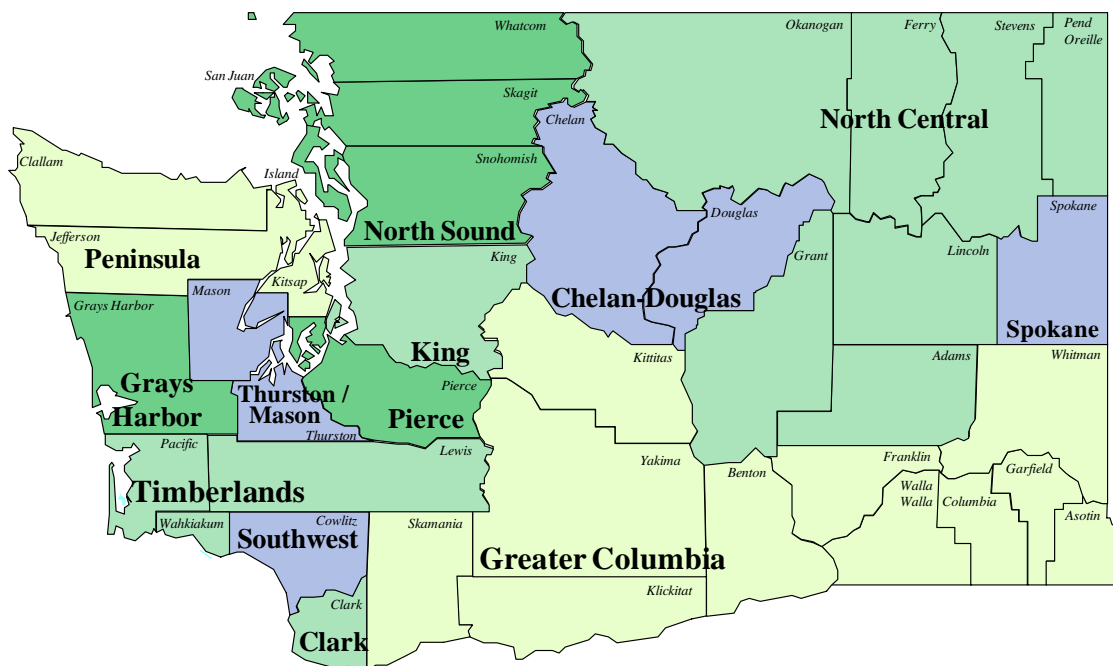 Whatcom
Okanogan
Ferry
Stevens
Pend
Oreille
San Juan
Skagit
Chelan
North Central
Clallam
Snohomish
Island
Douglas
Spokane
Jefferson
North Sound
King
Grant
Lincoln
Peninsula
Kitsap
Mason
Chelan-Douglas
Grays Harbor
Spokane
King
Kittitas
Adams
Whitman
Grays
Harbor
Thurston /
Mason
Pierce
Pierce
Thurston
Pacific
Lewis
Yakima
Benton
Franklin
Garfield
Walla
Walla
Columbia
Timberlands
Asotin
Wahkiakum
Cowlitz
Skamania
Southwest
Greater Columbia
Klickitat
Clark
Clark